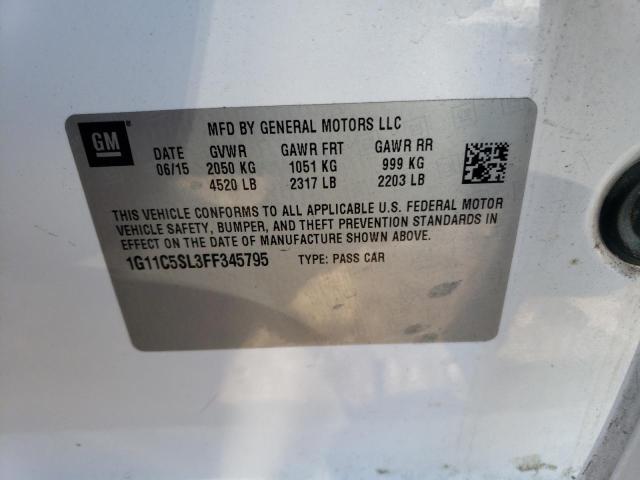 GM
MFD BY GENERAL MOTORS LLC
DATE GVWR GAWR FRT GAWR RR
06/15 2050 KG 1051 KG 999 KG
4520 LB 2317 LB 2203 LB
THIS VEHICLE CONFORMS TO ALL APPLICABLE U.S. FEDERAL MOTOR
VEHICLE SAFETY, BUMPER, AND THEFT PREVENTION STANDARDS IN
EFFECT ON THE DATE OF MANUFACTURE SHOWN ABOVE.
1G11C5SL3FF345795 TYPE: PASS CAR